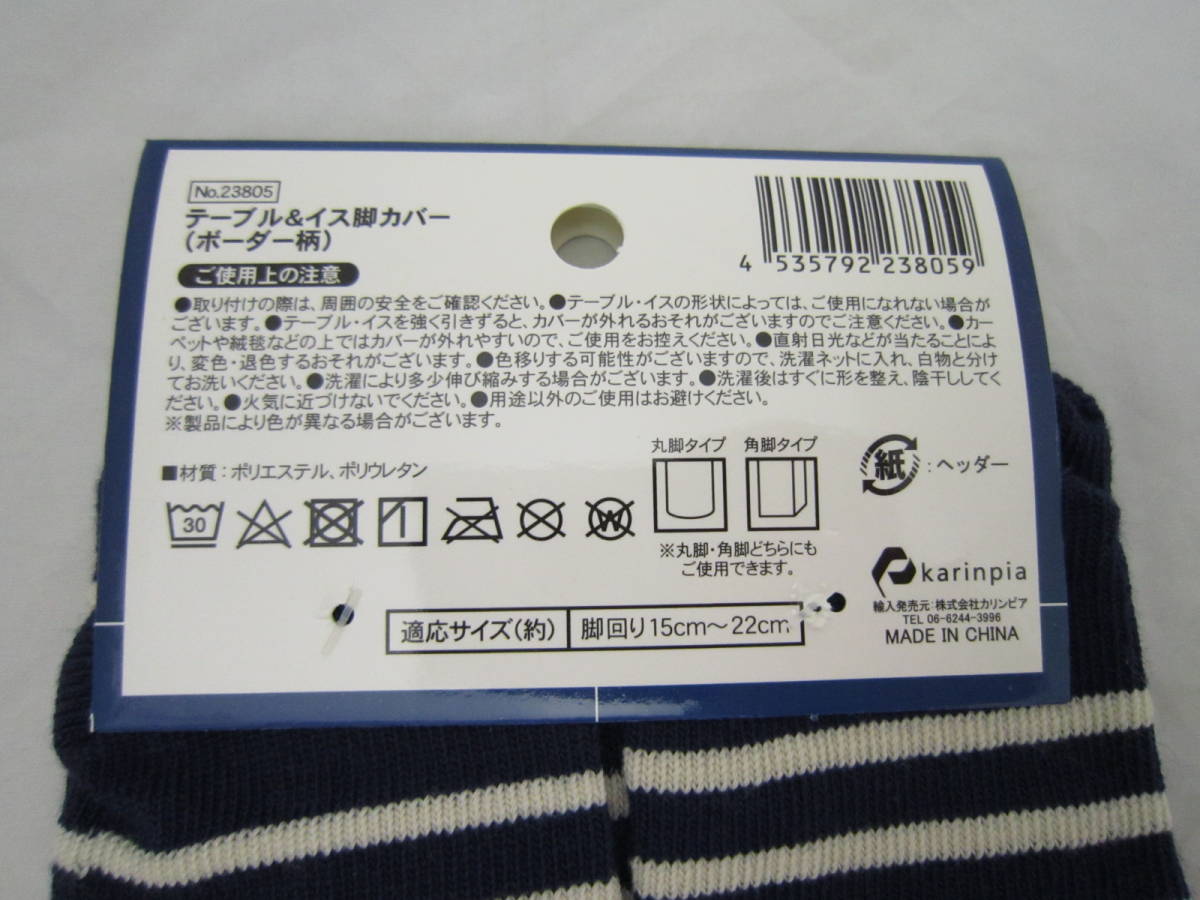 No.23805
テーブル&イス脚カバー
(ボーダー柄)
4 535792 238059
ご使用上の注意
●取り付けの際は、周囲の安全をご確認ください。●テーブル・イスの形状によっては、ご使用になれない場合が
ございます。●テーブル・イスを強く引きずると、カバーが外れるおそれがございますのでご注意ください。●カー
ペットや絨毯などの上ではカバーが外れやすいので、ご使用をお控えください。●直射日光などが当たることによ
り、変色・退色するおそれがございます。●色移りする可能性がございますので、洗濯ネットに入れ、白物と分け
てお洗いください。●洗濯により多少伸び縮みする場合がございます。●洗濯後はすぐに形を整え、陰干ししてく
ださい。●火気に近づけないでください。●用途以外のご使用はお避けください。
※製品により色が異なる場合がございます。
■材質:ポリエステル、ポリウレタン
30
W
丸脚タイプ 角脚タイプ
※丸脚・角脚どちらにも
ご使用できます。
紙:ヘッダー
karinpia
輸入発売元:株式会社カリンピア
TEL 06-6244-3996
MADE IN CHINA
適応サイズ(約) 脚回り15cm～22cm